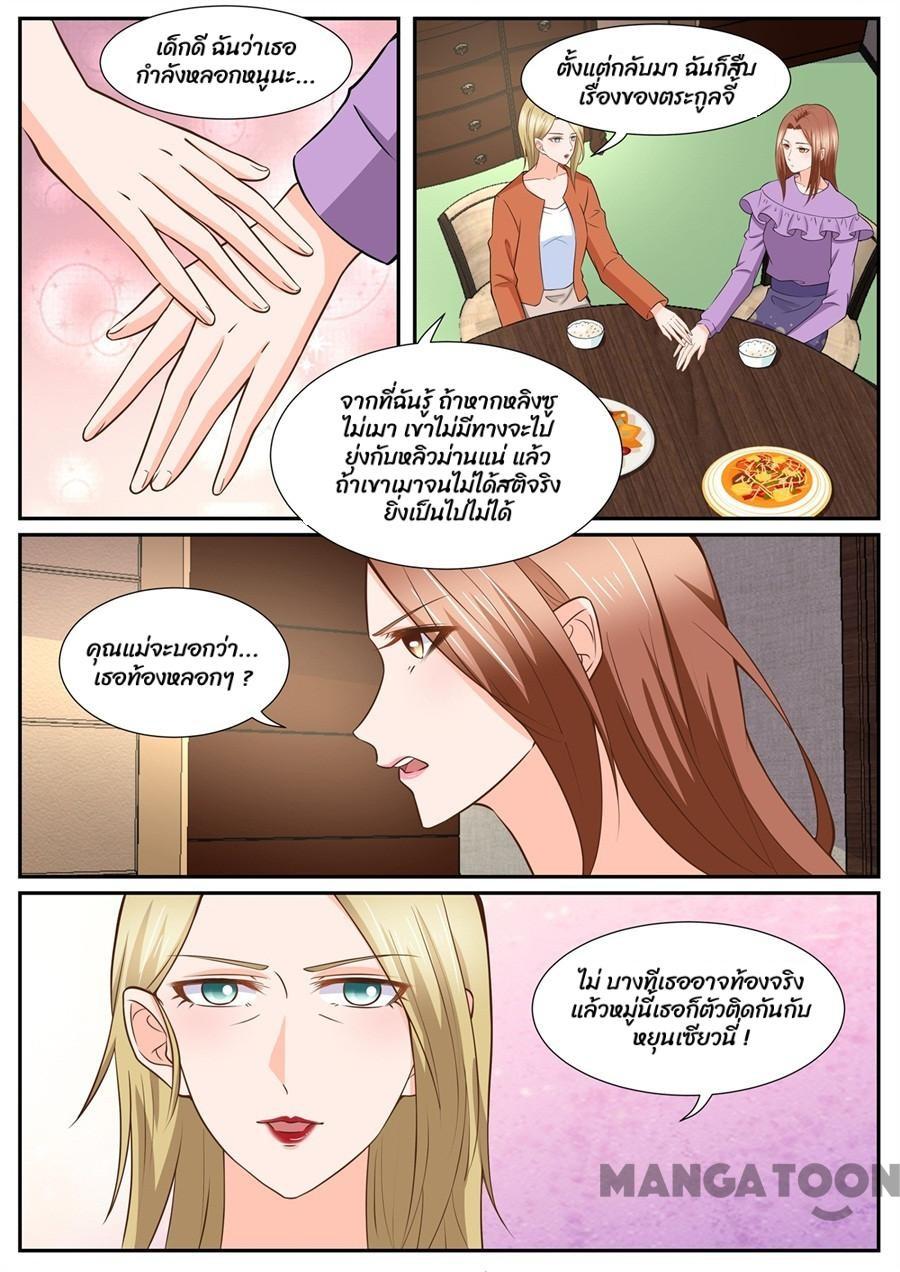 เด็กดี ฉันว่าเธอ
กำลังหลอกหนูนะ...
ตั้งแต่กลับมา ฉันก็สืบ
เรื่องของตระกูลจี้
จากที่ฉันรู้ ถ้าหากหลิงซู
ไม่เมา เขาไม่มีทางจะไป
ยุ่งกับหลิวม่านแน่ แล้ว
ถ้าเขาเมาจนไม่ได้สติจริง
ยิ่งเป็นไปไม่ได้
คุณแม่จะบอกว่า...
เธอท้องหลอกๆ ?
ไม่ บางทีเธออาจท้องจริง
แล้วหมู่นี้เธอก็ตัวติดกันกับ
หยุนเซียวนี่ !
MANGATOON